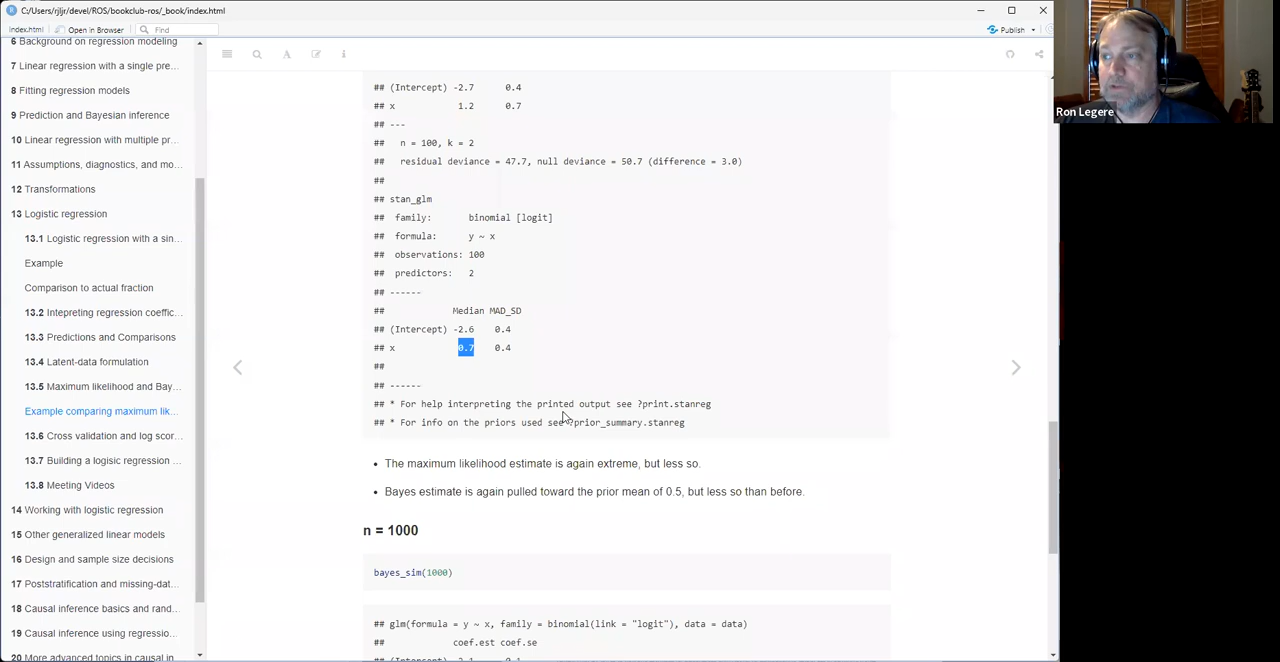 C:/Users/rjljr/devel/ROS/bookclub-ros/_book/index.html
index.html Open in Browser Find Publish
6 Background on regression modeling
7 Linear regression with a single pre...
8 Fitting regression models
9 Prediction and Bayesian inference
10 Linear regression with multiple pr...
11 Assumptions, diagnostics, and mo...
12 Transformations
13 Logistic regression
13.1 Logistic regression with a sin...
Example
Comparison to actual fraction
13.2 Intepreting regression coeffic...
13.3 Predictions and Comparisons
13.4 Latent-data formulation
13.5 Maximum likelihood and Bay...
Example comparing maximum lik...
13.6 Cross validation and log scor...
13.7 Building a logisic regression ...
13.8 Meeting Videos
14 Working with logistic regression
15 Other generalized linear models
16 Design and sample size decisions
17 Poststratification and missing-dat...
18 Causal inference basics and rand...
19 Causal inference using regressio...
20 More advanced topics in causal in
## (Intercept) -2.7 0.4
## x 1.2 0.7
## ---
## n = 100, k = 2
## residual deviance = 47.7, null deviance = 50.7 (difference = 3.0)
##
## stan_glm
## family: binomial [logit]
## formula: y ~ x
## observations: 100
## predictors: 2
## ------
## Median MAD_SD
## (Intercept) -2.6 0.4
## x 0.7 0.4
##
## ------
## * For help interpreting the printed output see ?print.stanreg
## * For info on the priors used see ?prior_summary.stanreg
• The maximum likelihood estimate is again extreme, but less so.
• Bayes estimate is again pulled toward the prior mean of 0.5, but less so than before.
n = 1000
bayes_sim(1000)
## glm(formula = y ~ x, family = binomial(link = "logit"), data = data)
## coef.est coef.se
Ron Legere